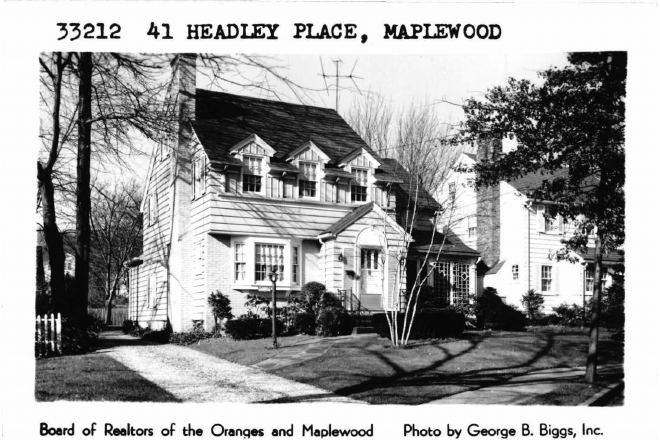 33212 41 HEADLEY PLACE, MAPLEWOOD
Board of Realtors of the Oranges and Maplewood Photo by George B. Biggs, Inc.